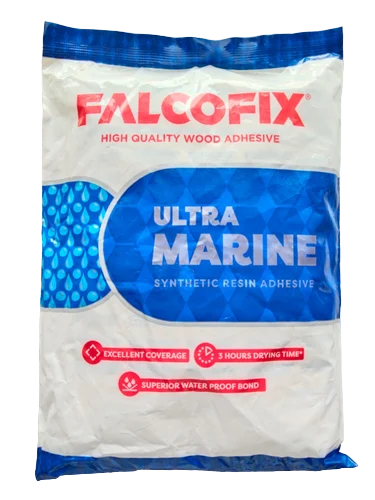 FALCOFIX®
HIGH QUALITY WOOD ADHESIVE
ULTRA
MARINE
SYNTHETIC RESIN ADHESIVE
EXCELLENT COVERAGE
3 HOURS DRYING TIME*
SUPERIOR WATER PROOF BOND